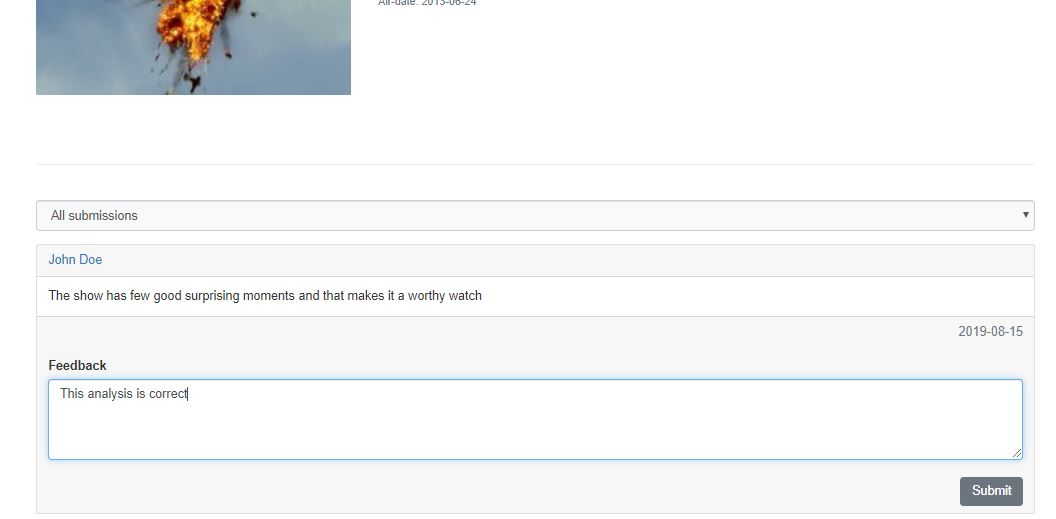 Air-date: 2013-06-24
All submissions
John Doe
The show has few good surprising moments and that makes it a worthy watch
2019-08-15
Feedback
This analysis is correct
Submit